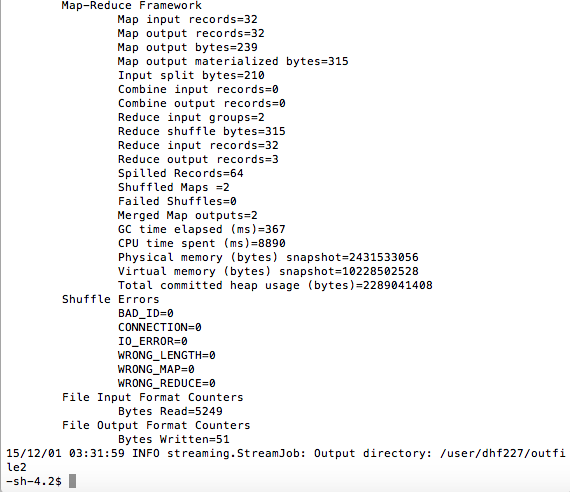 Map-Reduce Framework
Map input records=32
Map output records=32
Map output bytes=239
Map output materialized bytes=315
Input split bytes=210
Combine input records=0
Combine output records=0
Reduce input groups=2
Reduce shuffle bytes=315
Reduce input records=32
Reduce output records=3
Spilled Records=64
Shuffled Maps =2
Failed Shuffles=0
Merged Map outputs=2
GC time elapsed (ms)=367
CPU time spent (ms)=8890
Physical memory (bytes) snapshot=2431533056
Virtual memory (bytes) snapshot=10228502528
Total committed heap usage (bytes)=2289041408
Shuffle Errors
BAD_ID=0
CONNECTION=0
IO_ERROR=0
WRONG_LENGTH=0
WRONG_MAP=0
WRONG_REDUCE=0
File Input Format Counters
Bytes Read=5249
File Output Format Counters
Bytes Written=51
15/12/01 03:31:59 INFO streaming.StreamJob: Output directory: /user/dhf227/outfi
le2
-sh-4.2$